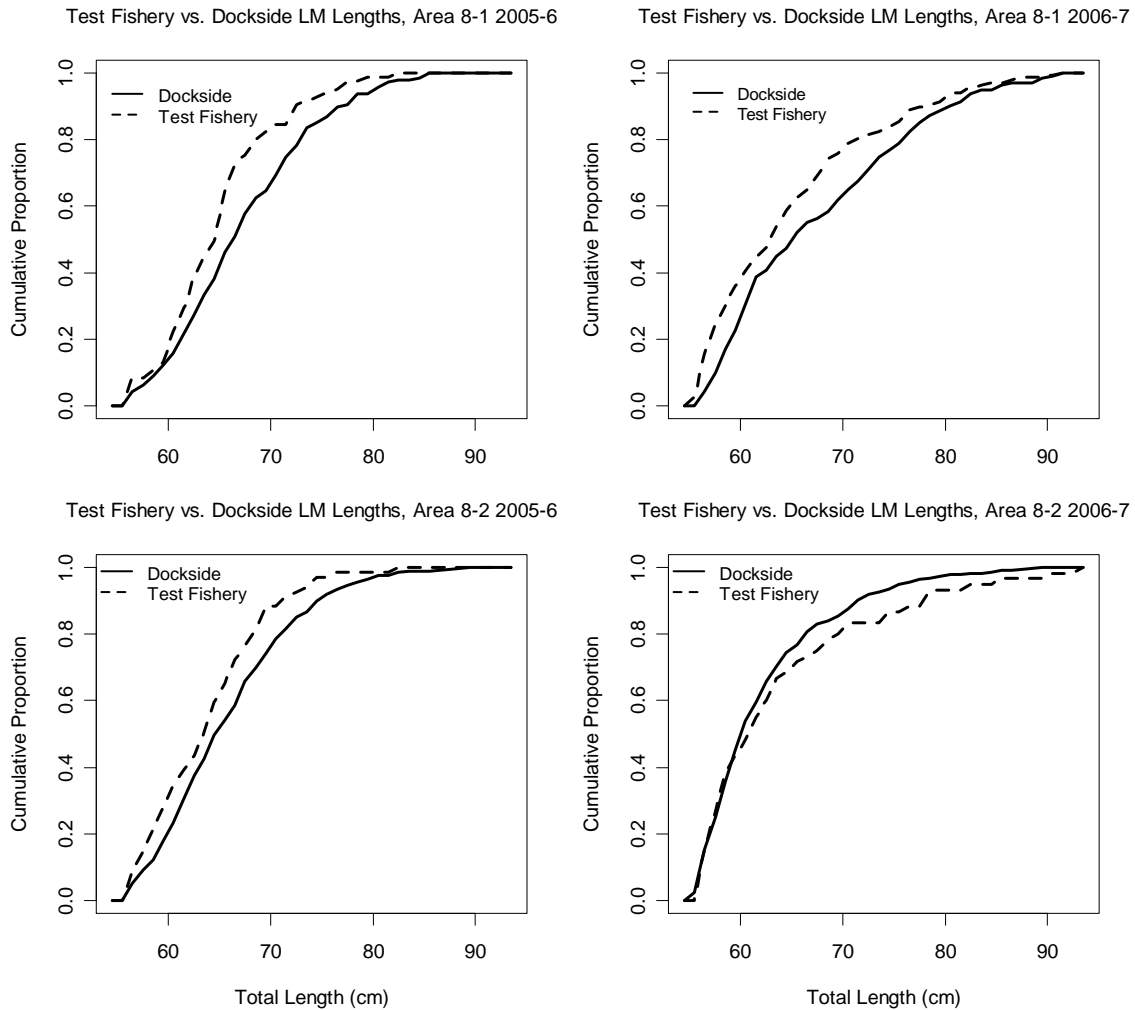 Test Fishery vs. Dockside LM Lengths, Area 8-1 2005-6
Cumulative Proportion
0.0 0.2 0.4 0.6 0.8 1.0
Dockside
Test Fishery
60 70 80 90
Test Fishery vs. Dockside LM Lengths, Area 8-1 2006-7
Cumulative Proportion
0.0 0.2 0.4 0.6 0.8 1.0
Dockside
Test Fishery
60 70 80 90
Test Fishery vs. Dockside LM Lengths, Area 8-2 2005-6
Cumulative Proportion
0.0 0.2 0.4 0.6 0.8 1.0
Dockside
Test Fishery
60 70 80 90
Total Length (cm)
Test Fishery vs. Dockside LM Lengths, Area 8-2 2006-7
Cumulative Proportion
0.0 0.2 0.4 0.6 0.8 1.0
Dockside
Test Fishery
60 70 80 90
Total Length (cm)